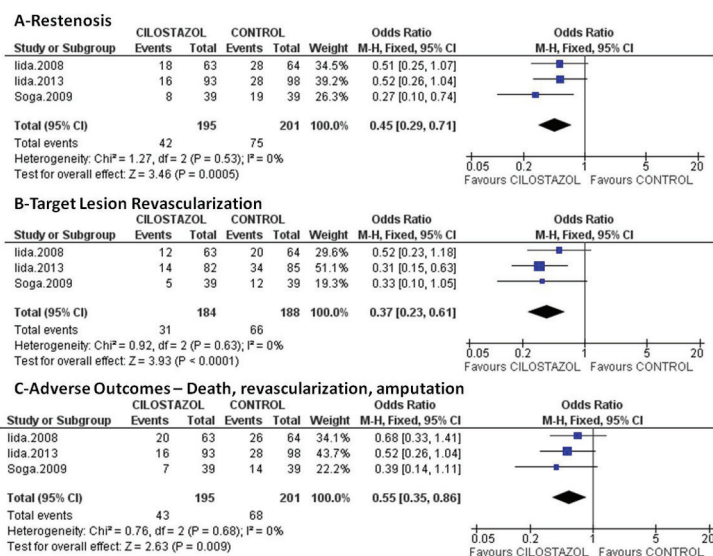 A-Restenosis
CILOSTAZOL CONTROL Odds Ratio Odds Ratio
Study or Subgroup Events Total Events Total Weight M-H, Fixed, 95% CI M-H, Fixed, 95% CI
Iida.2008 18 63 28 64 34.5% 0.51 [0.25, 1.07]
Iida.2013 16 93 28 98 39.2% 0.52 [0.26, 1.04]
Soga.2009 8 39 19 39 26.3% 0.27 [0.10, 0.74]
Total (95% CI) 195 201 100.0% 0.45 [0.29, 0.71]
Total events 42 75
Heterogeneity: Chi² = 1.27, df = 2 (P = 0.53); I² = 0%
Test for overall effect: Z = 3.46 (P = 0.0005)
0.05 0.2 1 5 20
Favours CILOSTAZOL Favours CONTROL
B-Target Lesion Revascularization
CILOSTAZOL CONTROL Odds Ratio Odds Ratio
Study or Subgroup Events Total Events Total Weight M-H, Fixed, 95% CI M-H, Fixed, 95% CI
Iida.2008 12 63 20 64 29.6% 0.52 [0.23, 1.18]
Iida.2013 14 82 34 85 51.1% 0.31 [0.15, 0.63]
Soga.2009 5 39 12 39 19.3% 0.33 [0.10, 1.05]
Total (95% CI) 184 188 100.0% 0.37 [0.23, 0.61]
Total events 31 66
Heterogeneity: Chi² = 0.92, df = 2 (P = 0.63); I² = 0%
Test for overall effect: Z = 3.93 (P < 0.0001)
0.05 0.2 1 5 20
Favours CILOSTAZOL Favours CONTROL
C-Adverse Outcomes – Death, revascularization, amputation
CILOSTAZOL CONTROL Odds Ratio Odds Ratio
Study or Subgroup Events Total Events Total Weight M-H, Fixed, 95% CI M-H, Fixed, 95% CI
Iida.2008 20 63 26 64 34.1% 0.68 [0.33, 1.41]
Iida.2013 16 93 28 98 43.7% 0.52 [0.26, 1.04]
Soga.2009 7 39 14 39 22.2% 0.39 [0.14, 1.11]
Total (95% CI) 195 201 100.0% 0.55 [0.35, 0.86]
Total events 43 68
Heterogeneity: Chi² = 0.76, df = 2 (P = 0.68); I² = 0%
Test for overall effect: Z = 2.63 (P = 0.009)
0.05 0.2 1 5 20
Favours CILOSTAZOL Favours CONTROL